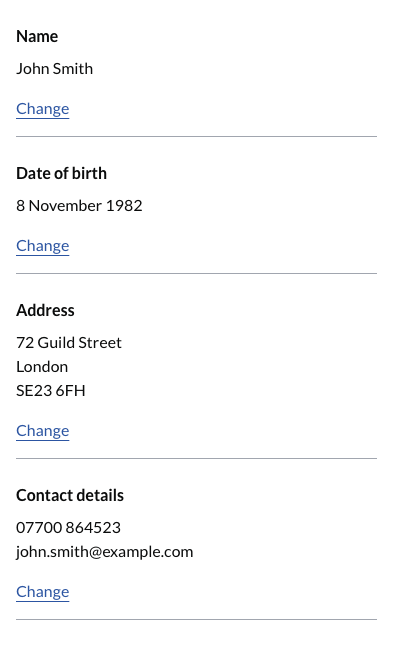 Name
John Smith
Change
Date of birth
8 November 1982
Change
Address
72 Guild Street
London
SE23 6FH
Change
Contact details
07700 864523
john.smith@example.com
Change